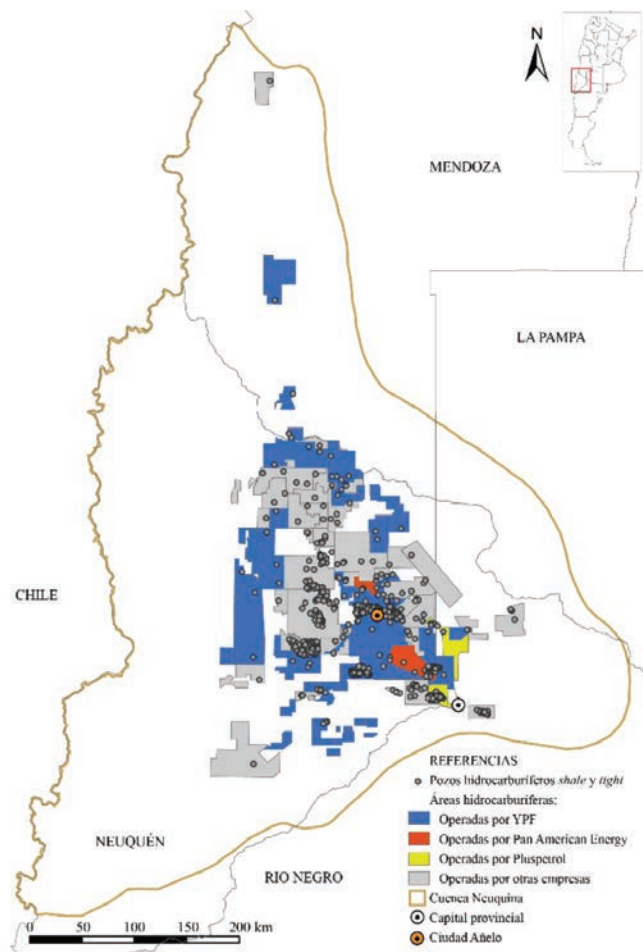 N
MENDOZA
LA PAMPA
CHILE
NEUQUÉN
RIO NEGRO
REFERENCIAS
Pozos hidrocarburíferos shale y tight
Áreas hidrocarburíferas:
Operadas por YPF
Operadas por Pan American Energy
Operadas por Pluspetrol
Operadas por otras empresas
Cuenca Neuquina
Capital provincial
Ciudad Añelo
0 50 100 150 200 km